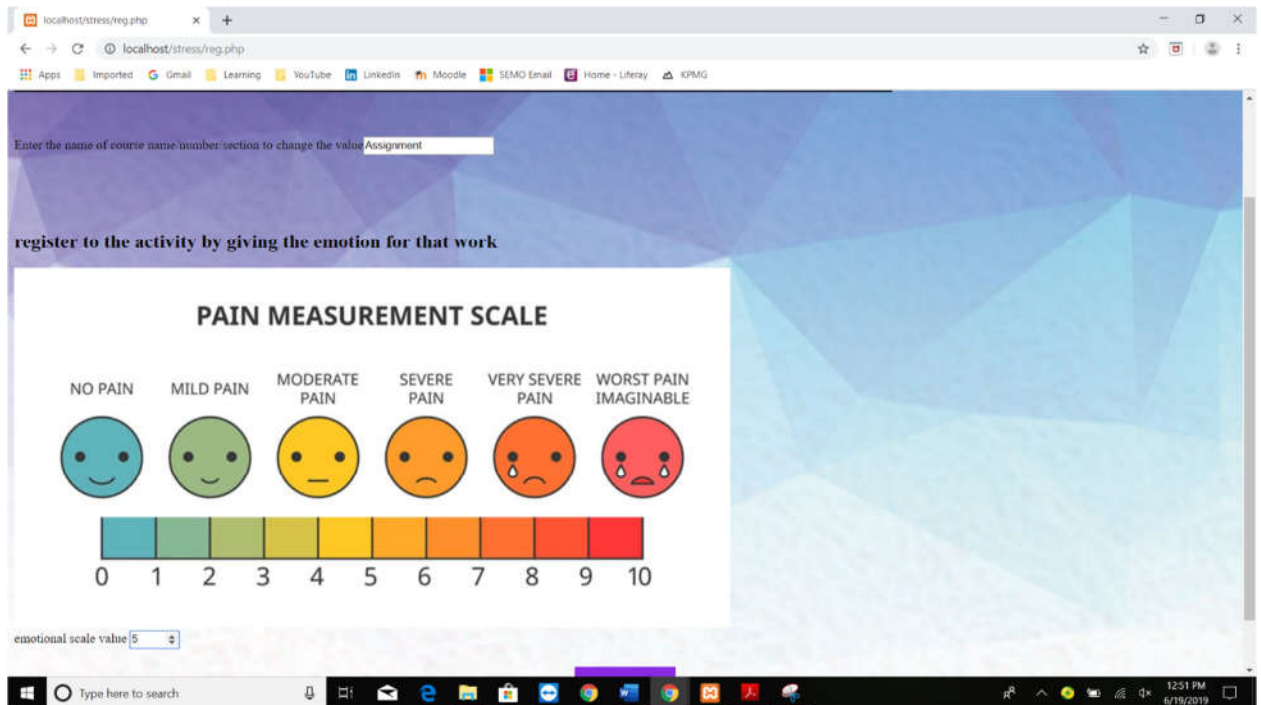 localhost/stress/reg.php
localhost/stress/reg.php
Apps Imported Gmail Learning YouTube LinkedIn Moodle SEMO Email Home - Liferay KPMG
Enter the name of course name/number/section to change the value Assignment
register to the activity by giving the emotion for that work
PAIN MEASUREMENT SCALE
NO PAIN MILD PAIN MODERATE PAIN SEVERE PAIN VERY SEVERE PAIN WORST PAIN IMAGINABLE
0 1 2 3 4 5 6 7 8 9 10
emotional scale value 5
Type here to search
12:51 PM
6/19/2019